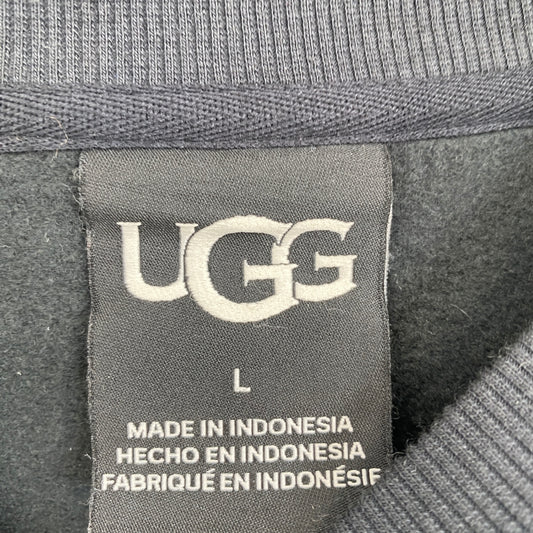 UGG
L
MADE IN INDONESIA
HECHO EN INDONESIA
FABRIQUÉ EN INDONÉSIE